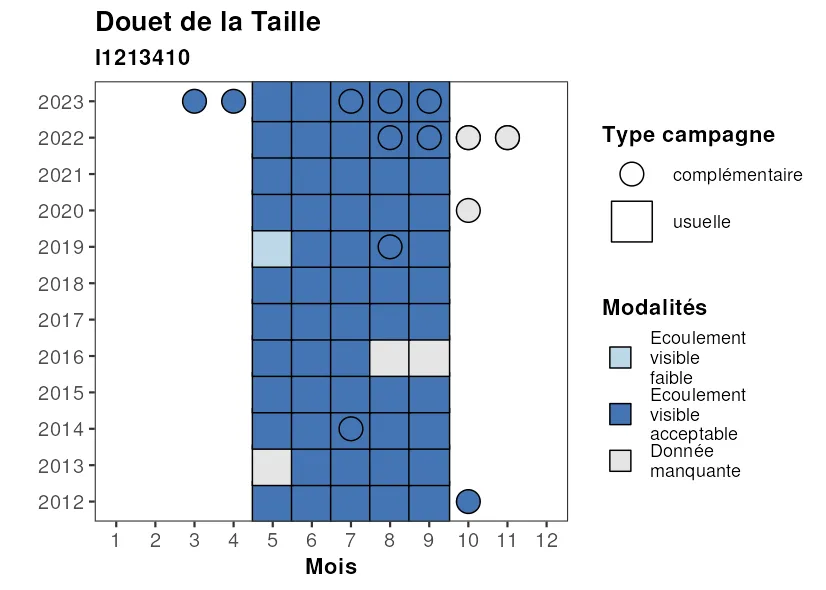 Douet de la Taille
I1213410
2023
2022
2021
2020
2019
2018
2017
2016
2015
2014
2013
2012
1 2 3 4 5 6 7 8 9 10 11 12
Mois
Type campagne
complémentaire
usuelle
Modalités
Ecoulement
visible
faible
Ecoulement
visible
acceptable
Donnée
manquante